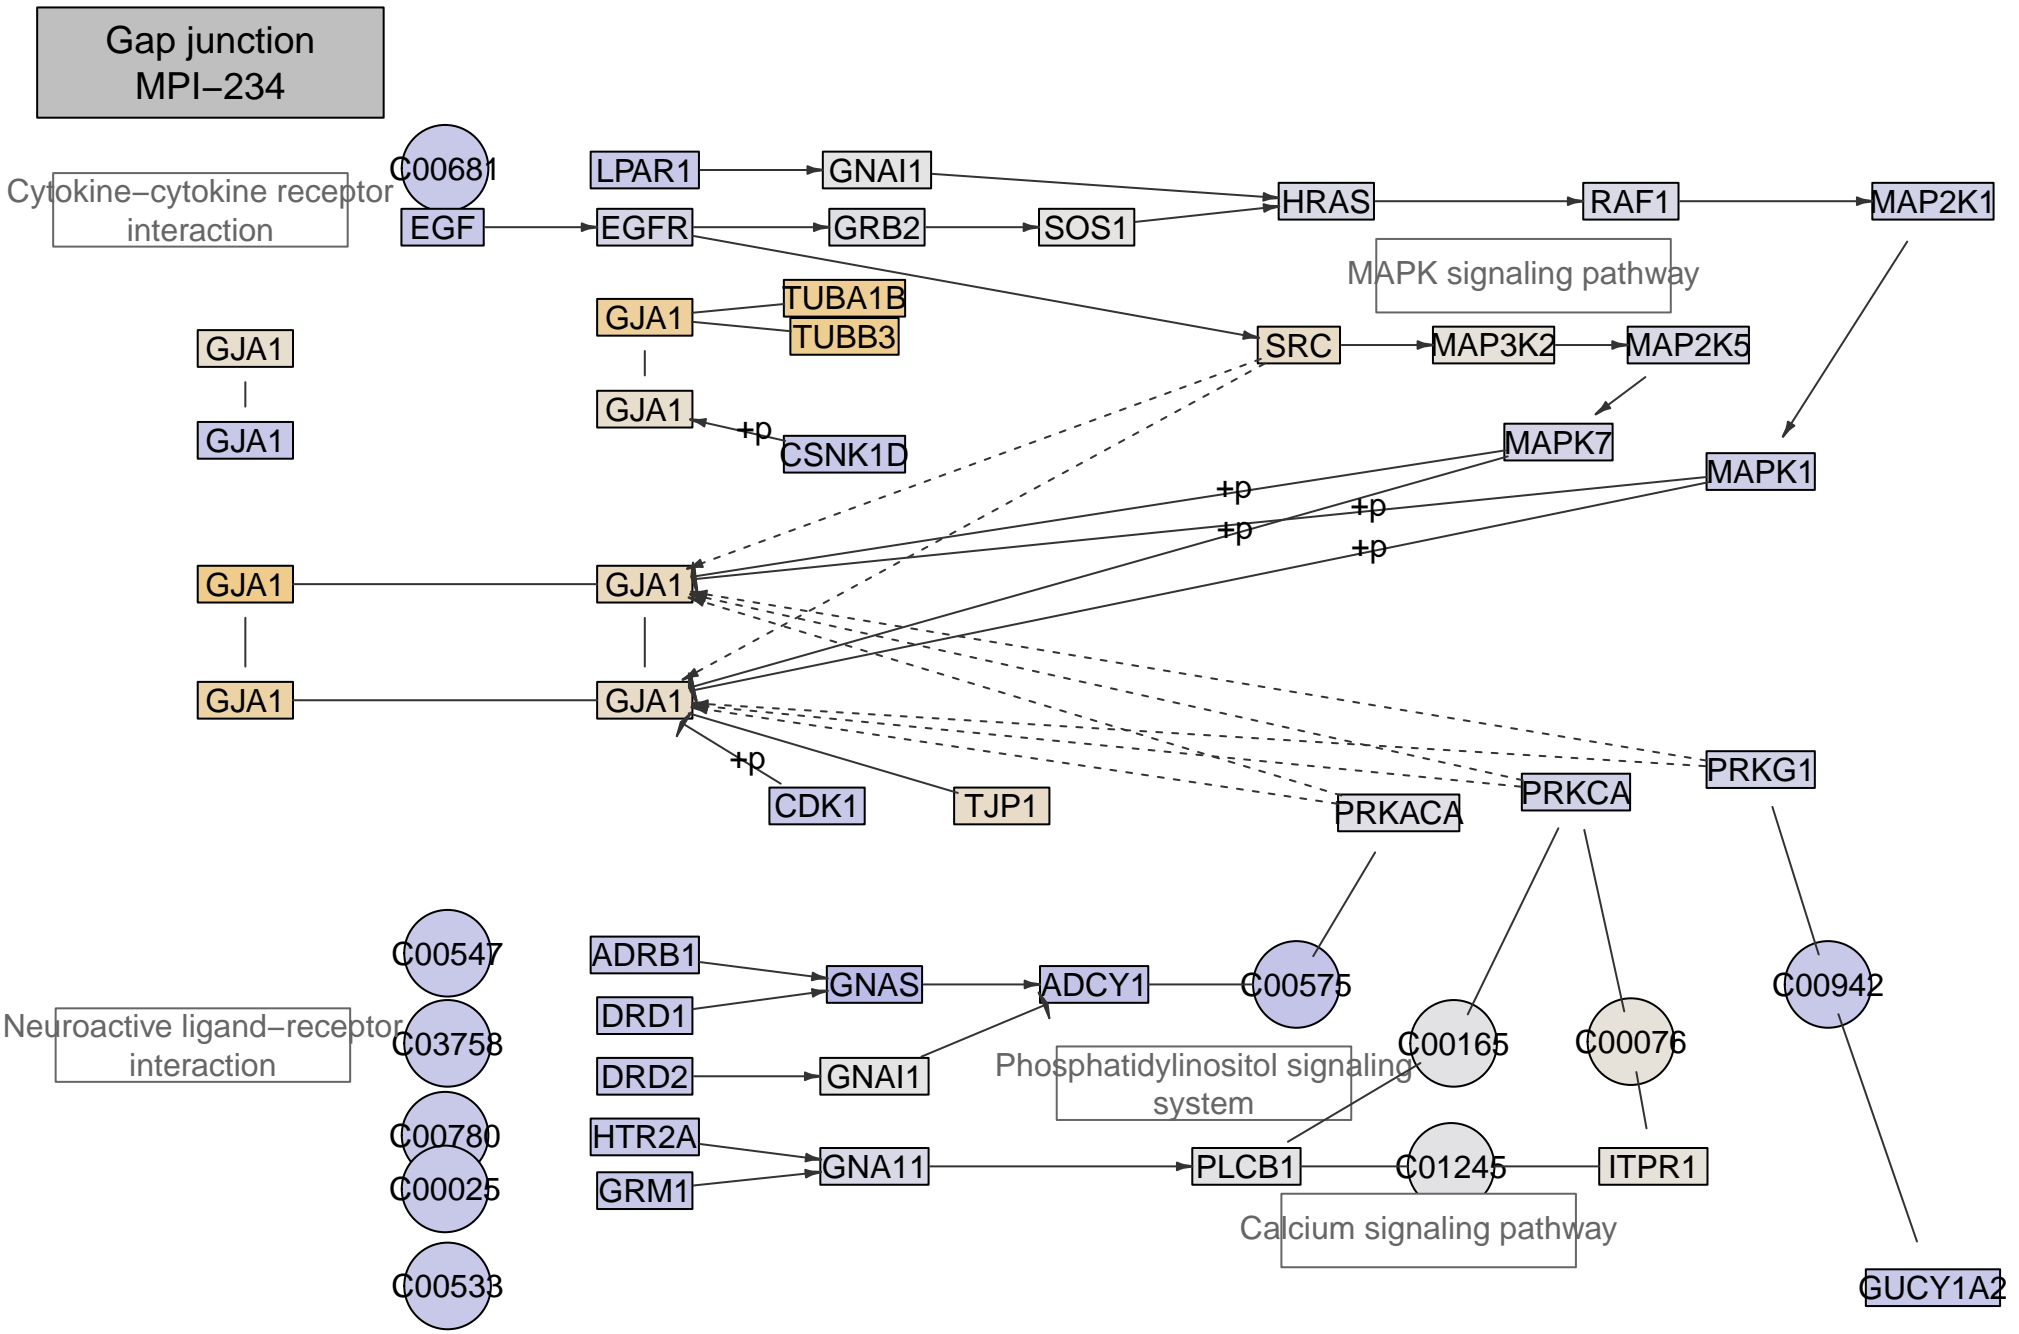 Gap junction
MPI−234
C00681
LPAR1
GNAI1
Cytokine−cytokine receptor
interaction
EGF
EGFR
GRB2
SOS1
HRAS
RAF1
MAP2K1
MAPK signaling pathway
TUBA1B
GJA1
TUBB3
GJA1
SRC
MAP3K2
MAP2K5
GJA1
+p
GJA1
CSNK1D
MAPK7
MAPK1
+p
+p
+p
+p
GJA1
GJA1
GJA1
GJA1
+p
CDK1
TJP1
PRKACA
PRKCA
PRKG1
C00547
ADRB1
GNAS
ADCY1
C00575
C00942
DRD1
Neuroactive ligand−receptor
interaction
C03758
C00165
C00076
DRD2
GNAI1
Phosphatidylinositol signaling
system
C00780
HTR2A
GNA11
PLCB1
C01245
ITPR1
C00025
GRM1
Calcium signaling pathway
C00533
GUCY1A2